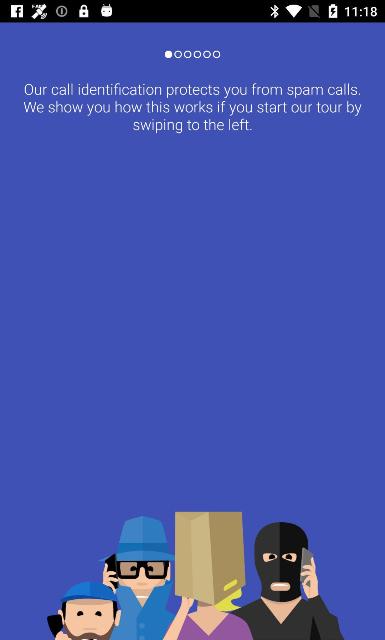 11:18
Our call identification protects you from spam calls.
We show you how this works if you start our tour by
swiping to the left.